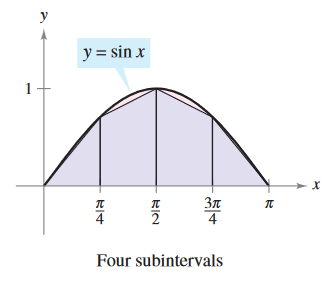 y
y = sin x
1
x
π/4
π/2
3π/4
π
Four subintervals